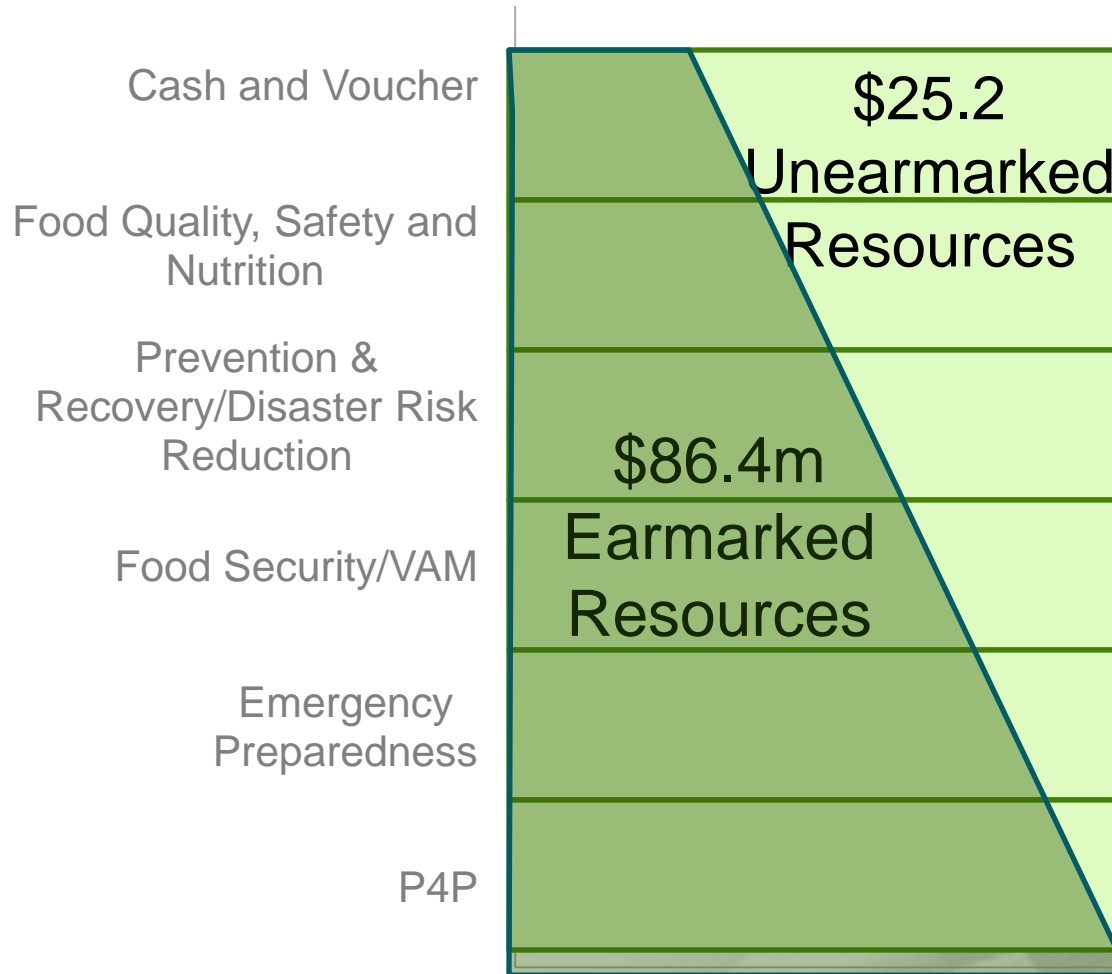 Cash and Voucher
$25.2
Unearmarked
Resources
Food Quality, Safety and
Nutrition
Prevention &
Recovery/Disaster Risk
Reduction
$86.4m
Earmarked
Resources
Food Security/VAM
Emergency
Preparedness
P4P